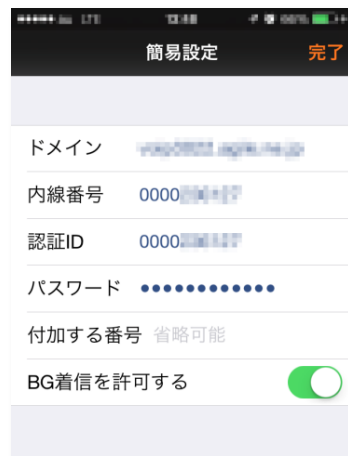 LTE
簡易設定 完了
ドメイン
内線番号 0000
認証ID 0000
パスワード ••••••••••••
付加する番号 省略可能
BG着信を許可する